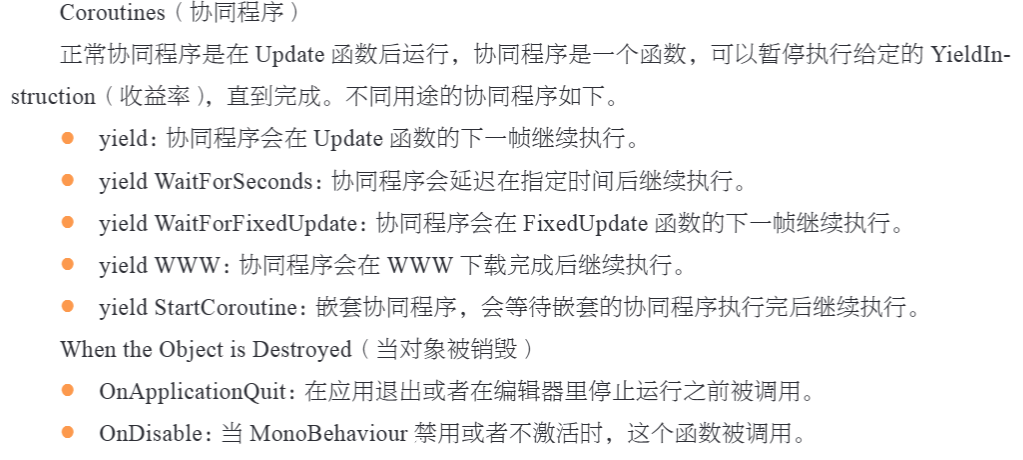 Coroutines（协同程序）
正常协同程序是在 Update 函数后运行，协同程序是一个函数，可以暂停执行给定的 YieldIn-
struction（收益率），直到完成。不同用途的协同程序如下。
● yield：协同程序会在 Update 函数的下一帧继续执行。
● yield WaitForSeconds：协同程序会延迟在指定时间后继续执行。
● yield WaitForFixedUpdate：协同程序会在 FixedUpdate 函数的下一帧继续执行。
● yield WWW：协同程序会在 WWW 下载完成后继续执行。
● yield StartCoroutine：嵌套协同程序，会等待嵌套的协同程序执行完后继续执行。
When the Object is Destroyed（当对象被销毁）
● OnApplicationQuit：在应用退出或者在编辑器里停止运行之前被调用。
● OnDisable：当 MonoBehaviour 禁用或者不激活时，这个函数被调用。